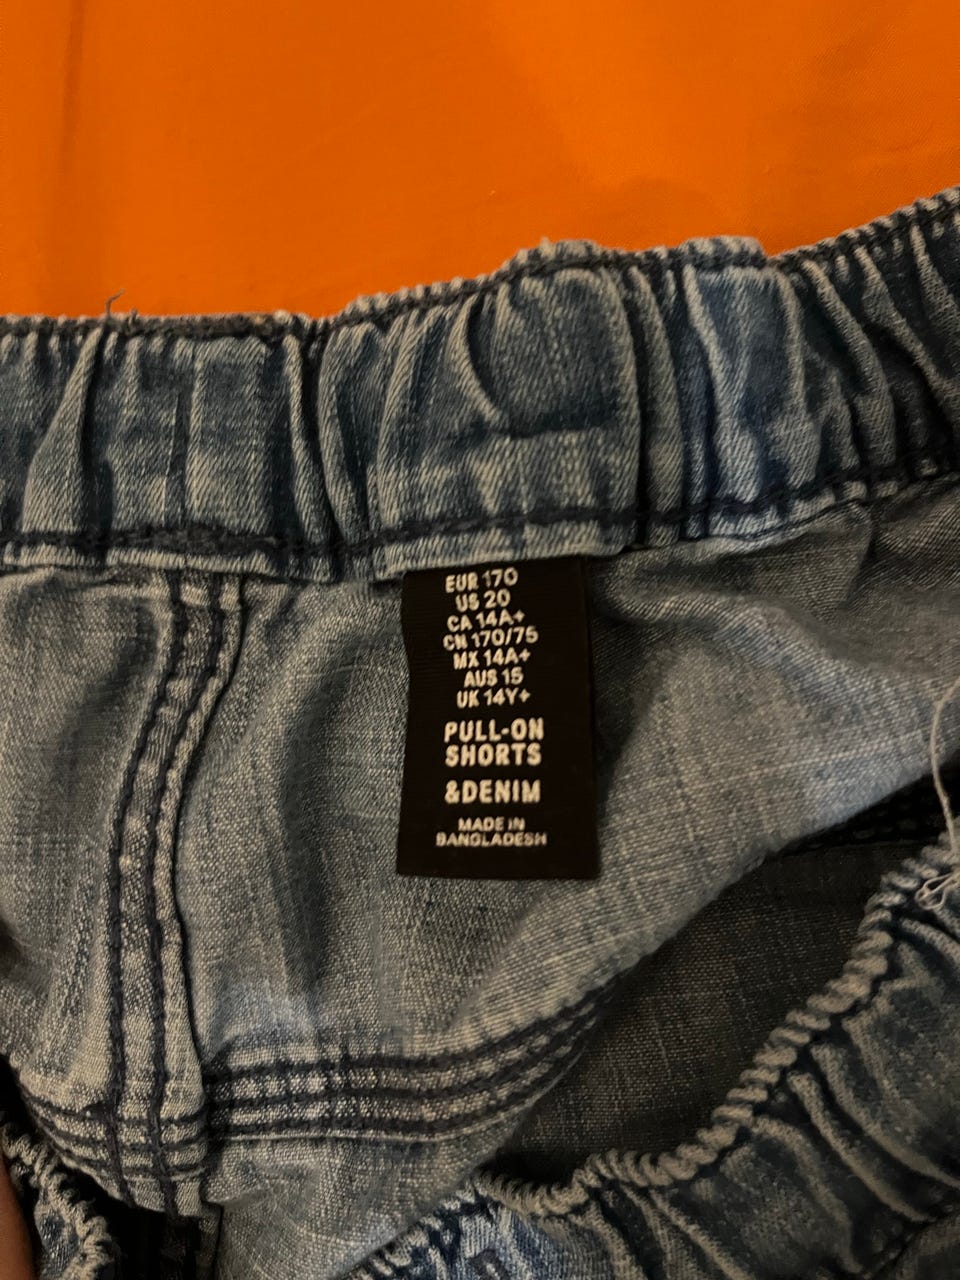 EUR 170
US 20
CA 14A+
CN 170/75
MX 14A+
AUS 15
UK 14Y+
PULL-ON
SHORTS
&DENIM
MADE IN
BANGLADESH